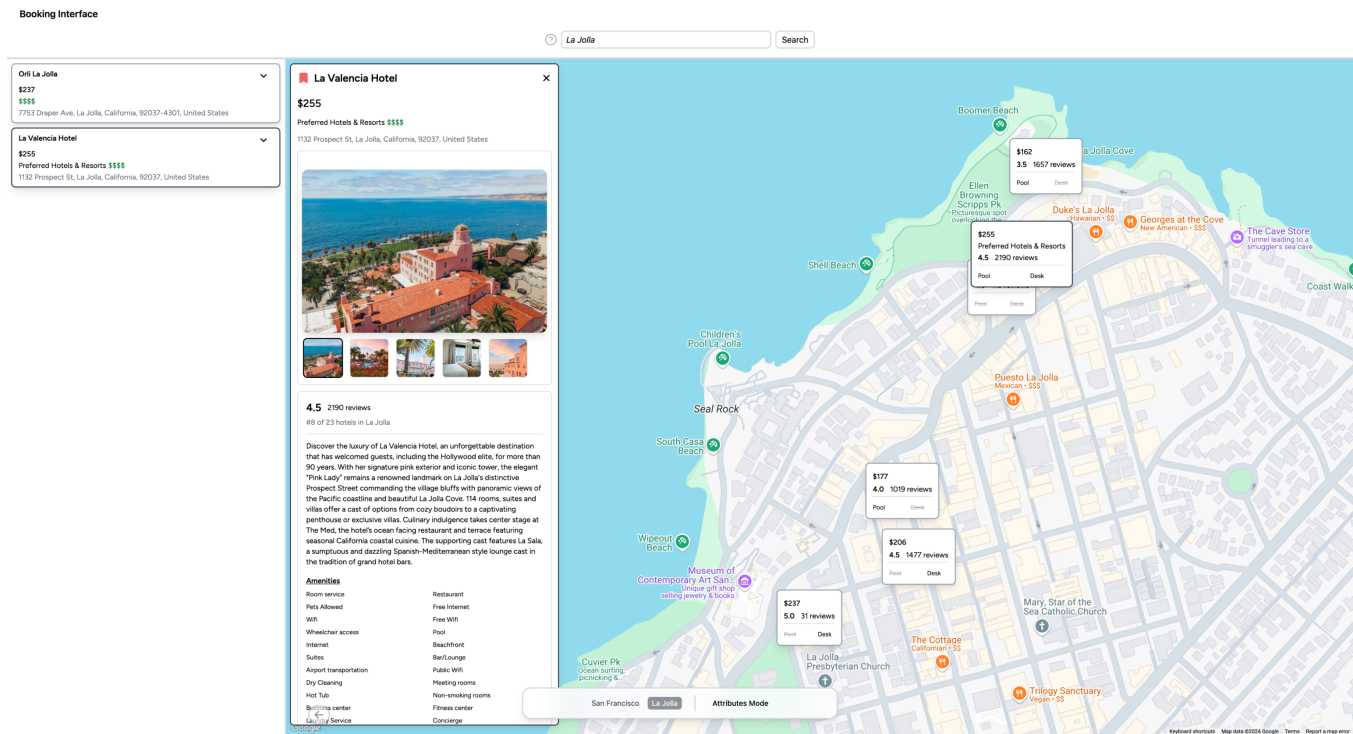 Booking Interface
La Jolla
Search
Orli La Jolla
$237
$$$$
7753 Draper Ave, La Jolla, California, 92037-4301, United States
La Valencia Hotel
$255
Preferred Hotels & Resorts $$$$
1132 Prospect St, La Jolla, California, 92037, United States
La Valencia Hotel
$255
Preferred Hotels & Resorts $$$$
1132 Prospect St, La Jolla, California, 92037, United States
4.5 2190 reviews
#8 of 23 hotels in La Jolla
Discover the luxury of La Valencia Hotel, an unforgettable destination
that has welcomed guests, including the Hollywood elite, for more than
90 years. With her signature pink exterior and iconic tower, the elegant
"Pink Lady" remains a renowned landmark on La Jolla's distinctive
Prospect Street commanding the village bluffs with panoramic views of
the Pacific coastline and beautiful La Jolla Cove. 114 rooms, suites and
villas offer a cast of options from cozy boudoirs to a captivating
penthouse or exclusive villas. Culinary indulgence takes center stage at
The Med, the hotel's ocean facing restaurant and terrace featuring
seasonal California coastal cuisine. The supporting cast features La Sala,
a sumptuous and dazzling Spanish-Mediterranean style lounge cast in
the tradition of grand hotel bars.
Amenities
Room service Restaurant
Pets Allowed Free Internet
Wifi Free Wifi
Wheelchair access Pool
Internet Beachfront
Suites Bar/Lounge
Airport transportation Public Wifi
Dry Cleaning Meeting rooms
Hot Tub Non-smoking rooms
Business center Fitness center
Service Concierge
Google
Boomer Beach
$162
3.5 1657 reviews
Pool Desk
a Jolla Cove
Ellen
Browning
Scripps Pk
Picturesque spot
overlooking the
Duke's La Jolla
Hawaiian • $$
Georges at the Cove
New American • $$$
The Cave Store
Tunnel leading to a
smuggler's sea cave
$255
Preferred Hotels & Resorts
4.5 2190 reviews
Pool Desk
Pool Desk
Shell Beach
Coast Walk
Children's
Pool La Jolla
Puesto La Jolla
Mexican • $$$
Seal Rock
South Casa
Beach
$177
4.0 1019 reviews
Pool Desk
Wipeout
Beach
$206
4.5 1477 reviews
Pool Desk
Museum of
Contemporary Art San...
Unique gift shop
selling jewelry & books
$237
5.0 31 reviews
Pool Desk
Mary, Star of the
Sea Catholic Church
The Cottage
Californian • $$
La Jolla
Presbyterian Church
Cuvier Pk
Ocean surfing,
picnicking &...
Trilogy Sanctuary
Vegan • $$
San Francisco La Jolla Attributes Mode
Keyboard shortcuts Map data ©2024 Google Terms Report a map error